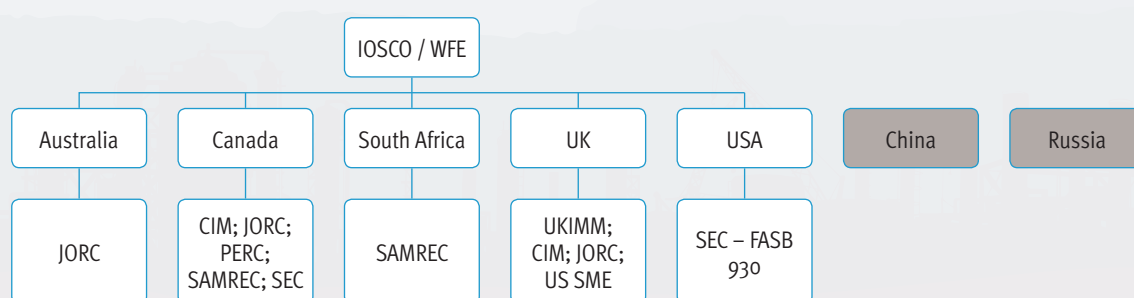 IOSCO / WFE
Australia
Canada
South Africa
UK
USA
China
Russia
JORC
CIM; JORC;
PERC;
SAMREC; SEC
SAMREC
UKIMM;
CIM; JORC;
US SME
SEC – FASB
930